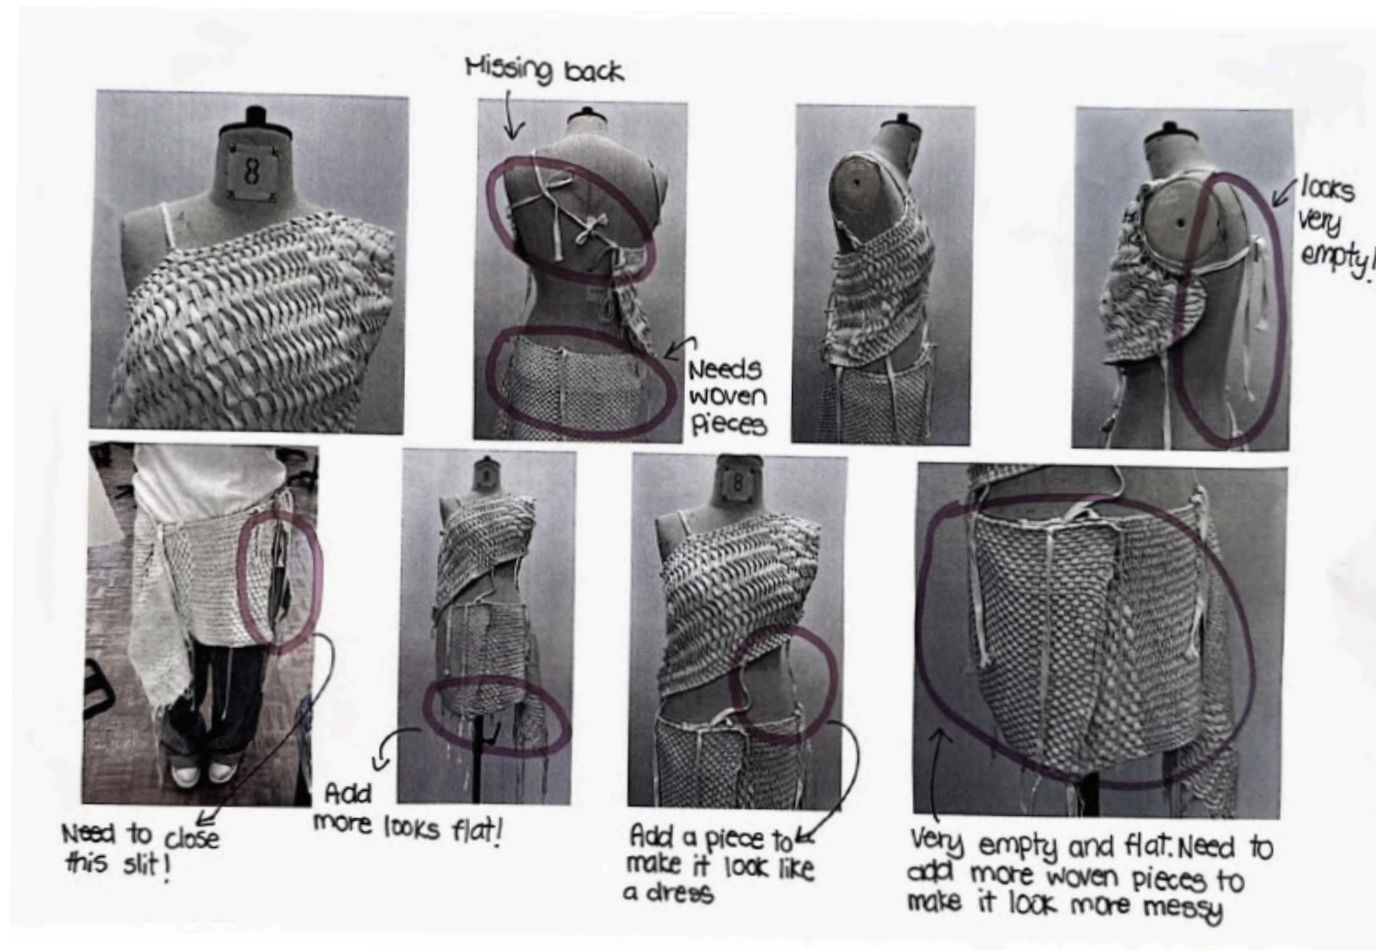 Missing back
8
looks
very
empty!
Needs
woven
pieces
8
Need to close
this slit!
Add
more looks flat!
Add a piece to
make it look like
a dress
Very empty and flat. Need to
add more woven pieces to
make it look more messy